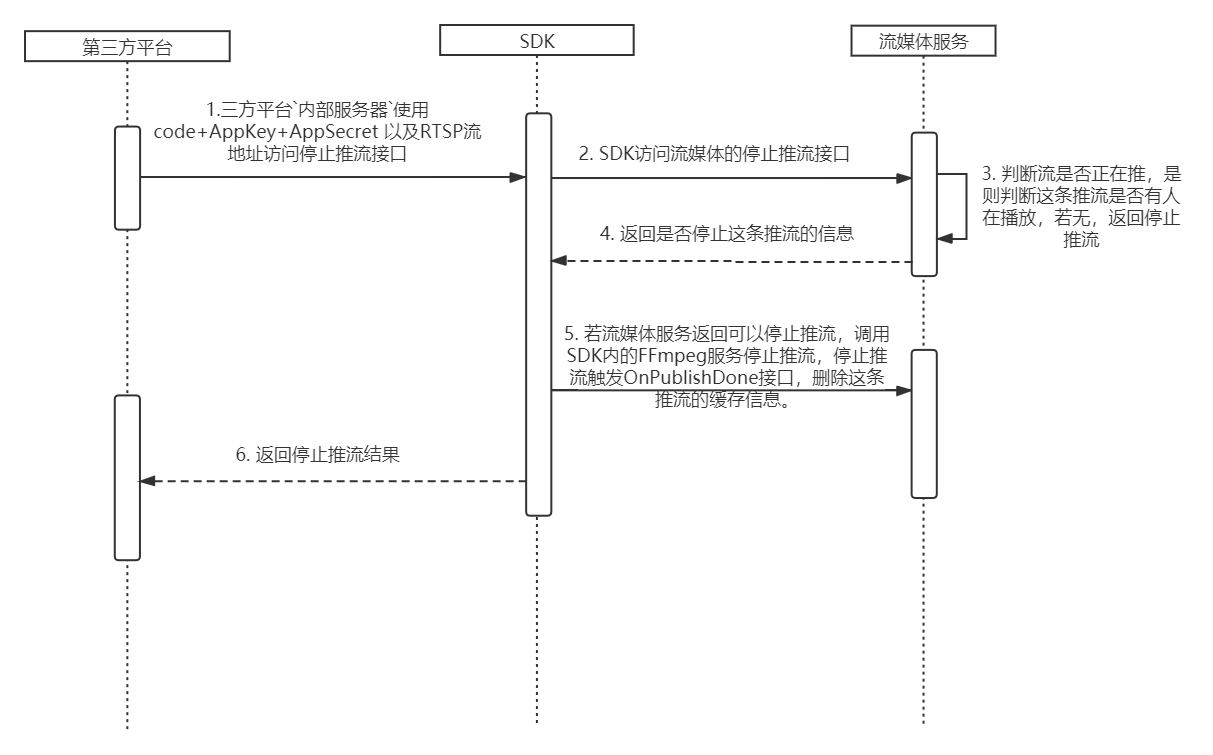 第三方平台
SDK
流媒体服务
1.三方平台`内部服务器`使用
code+AppKey+AppSecret 以及RTSP流
地址访问停止推流接口
2. SDK访问流媒体的停止推流接口
3. 判断流是否正在推，是
则判断这条推流是否有人
在播放，若无，返回停止
推流
4. 返回是否停止这条推流的信息
5. 若流媒体服务返回可以停止推流，调用
SDK内的FFmpeg服务停止推流，停止推
流触发OnPublishDone接口，删除这条
推流的缓存信息。
6. 返回停止推流结果